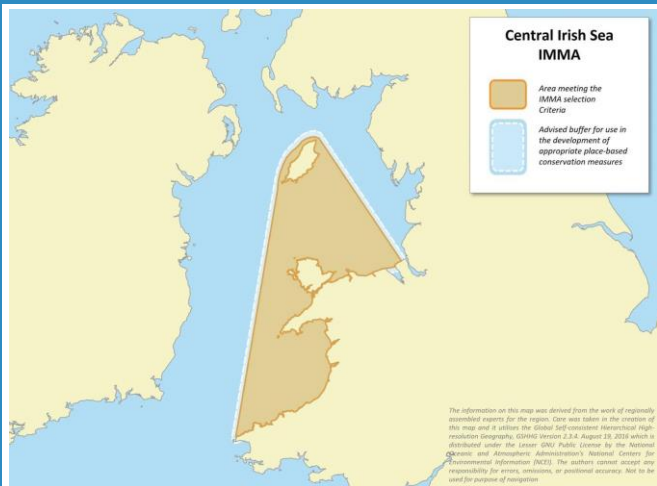 Central Irish Sea
IMMA
Area meeting the
IMMA selection
Criteria
Advised buffer for use in
the development of
appropriate place-based
conservation measures
The information on this map was derived from the work of regionally
assembled experts for the region. Care was taken in the creation of
this map and it utilises the Global Self-consistent Hierarchical High-
resolution Geography, GSHHG Version 2.3.4. August 19, 2016 which is
distributed under the Lesser GNU Public License by the National
Oceanic and Atmospheric Administration's National Centers for
Environmental Information (NCEI). The authors cannot accept any
responsibility for errors, omissions, or positional accuracy. Not to be
used for purpose of navigation